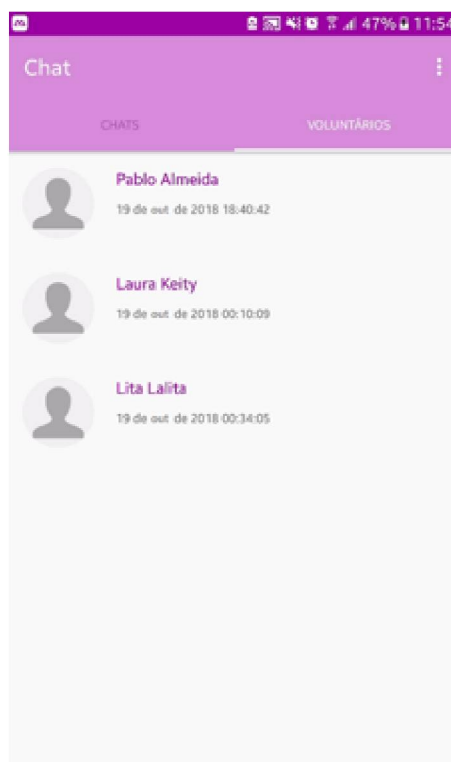 47% 11:54
Chat
CHATS VOLUNTÁRIOS
Pablo Almeida
19 de out de 2018 18:40:42
Laura Keity
19 de out de 2018 00:10:09
Lita Lalita
19 de out de 2018 00:34:05